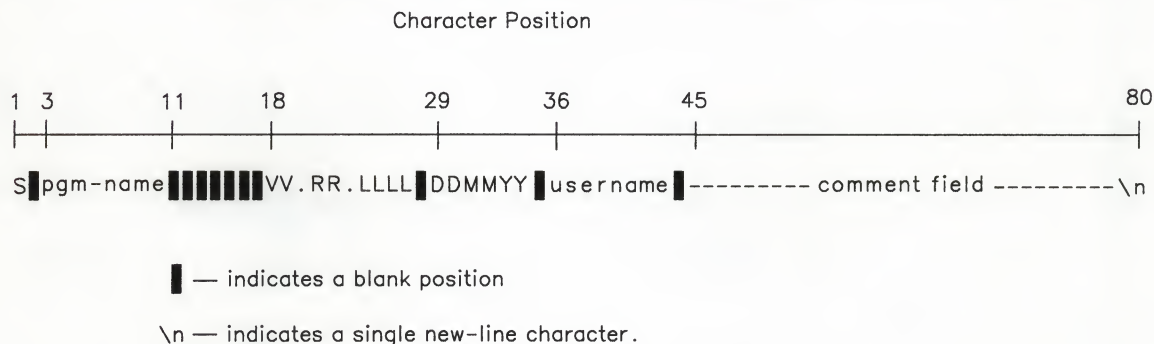 Character Position
1 3 11 18 29 36 45 80
S pgm-name VV.RR.LLLL DDMMYY username --------- comment field --------- \n
— indicates a blank position
\n — indicates a single new-line character.